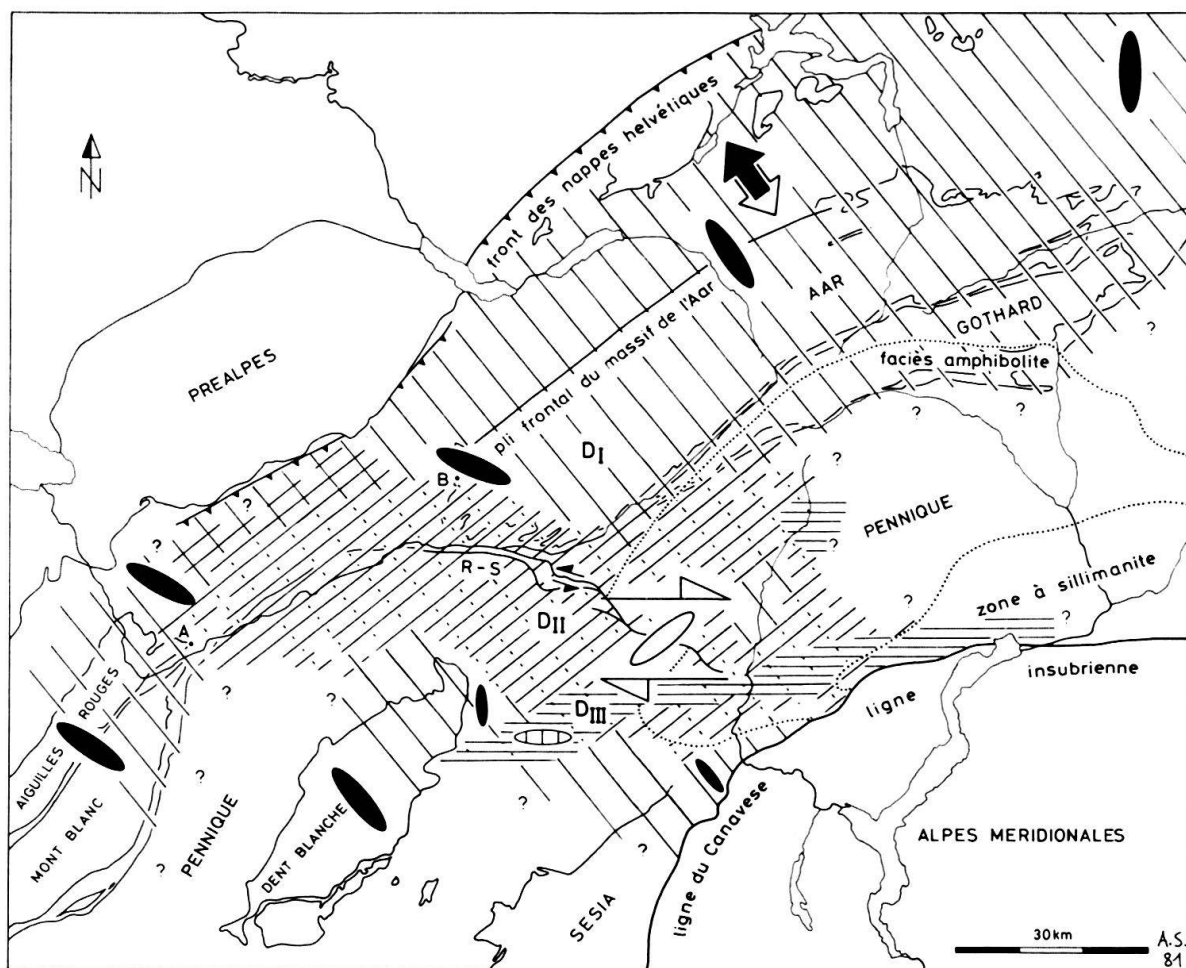 front des nappes helvétiques
N
AAR
GOTHARD
?
PREALPES
pli frontal du massif de l'Aar
faciès amphibolite
?
?
DI
B
?
?
?
PENNIQUE
R-S
?
?
A
DII
zone à sillimanite
?
?
?
insubrienne
ligne
ROUGES
AIGUILLES
DIII
?
?
MONT BLANC
PENNIQUE
DENT BLANCHE
?
?
?
SESIA
ligne du Canavese
ALPES MERIDIONALES
30km
A.S.
81